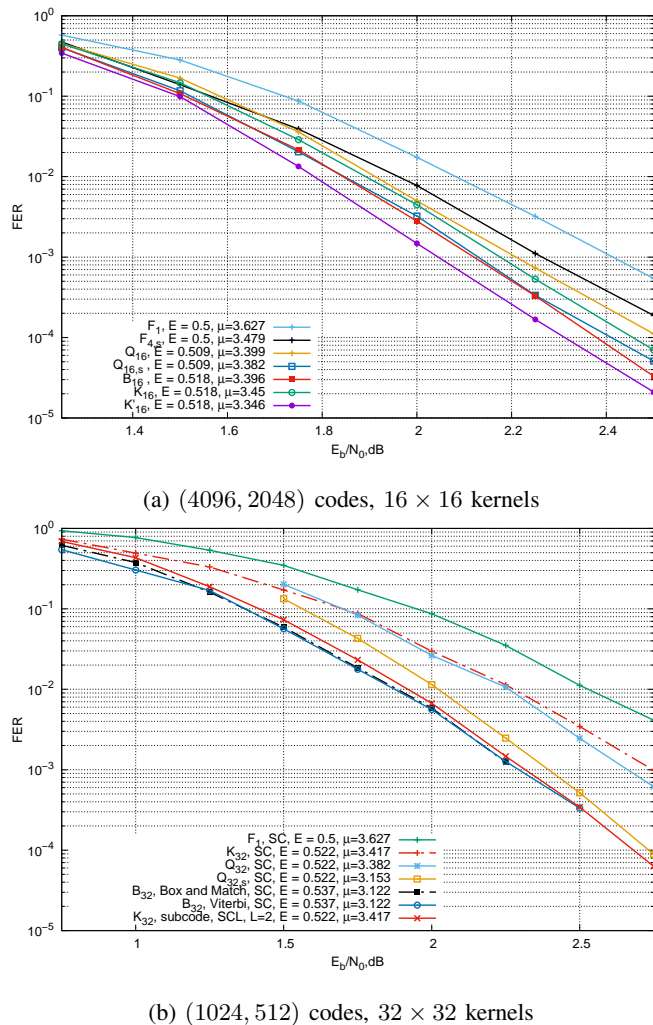 10^0
10^-1
10^-2
10^-3
10^-4
10^-5
FER
F_1, E = 0.5, μ=3.627
F_4,s, E = 0.5, μ=3.479
Q_16, E = 0.509, μ=3.399
Q_16,s, E = 0.509, μ=3.382
B_16 , E = 0.518, μ=3.396
K_16, E = 0.518, μ=3.45
K'_16, E = 0.518, μ=3.346
1.4 1.6 1.8 2 2.2 2.4
E_b/N_0,dB
(a) (4096, 2048) codes, 16 × 16 kernels
10^0
10^-1
10^-2
10^-3
10^-4
10^-5
FER
F_1, SC, E = 0.5, μ=3.627
K_32, SC, E = 0.522, μ=3.417
Q_32, SC, E = 0.522, μ=3.382
Q_32,s, SC, E = 0.522, μ=3.153
B_32, Box and Match, SC, E = 0.537, μ=3.122
B_32, Viterbi, SC, E = 0.537, μ=3.122
K_32, subcode, SCL, L=2, E = 0.522, μ=3.417
1 1.5 2 2.5
E_b/N_0,dB
(b) (1024, 512) codes, 32 × 32 kernels